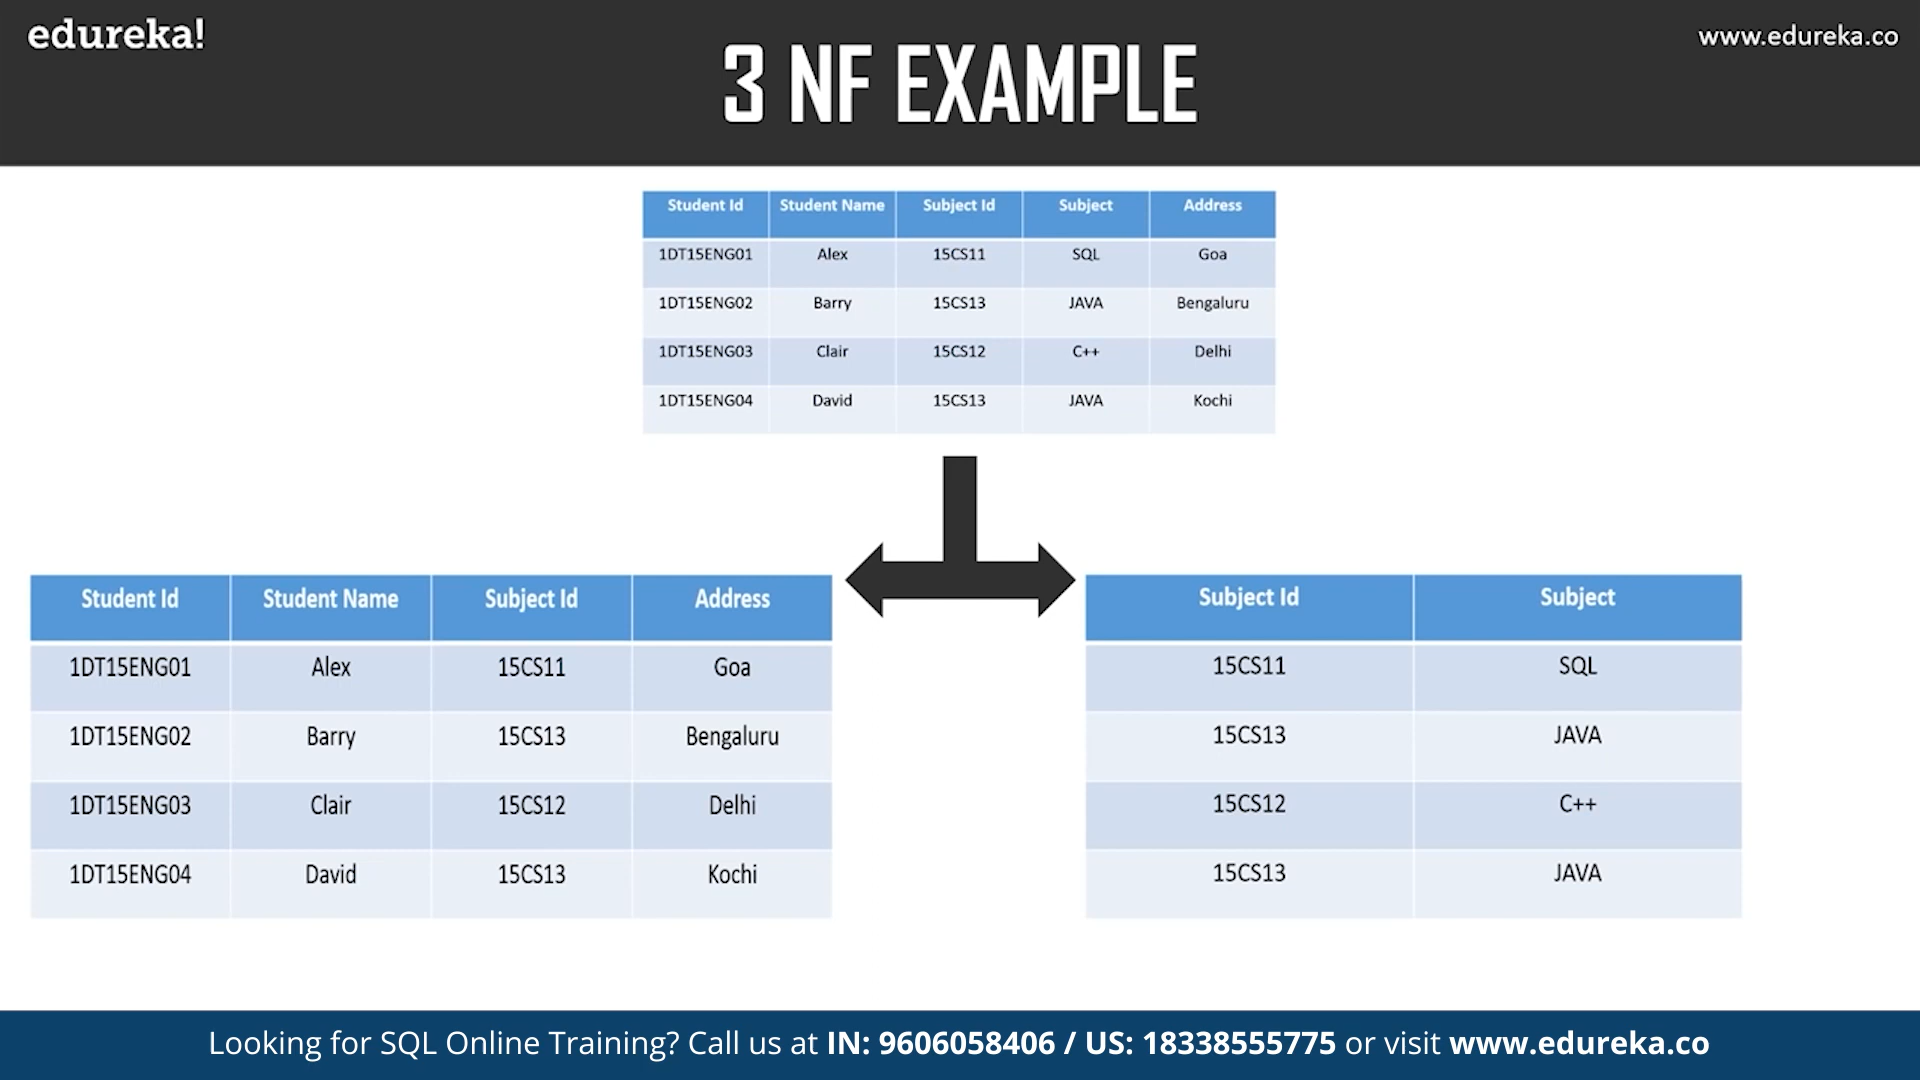 edureka!
www.edureka.co
3 NF EXAMPLE
Student Id Student Name Subject Id Subject Address
1DT15ENG01 Alex 15CS11 SQL Goa
1DT15ENG02 Barry 15CS13 JAVA Bengaluru
1DT15ENG03 Clair 15CS12 C++ Delhi
1DT15ENG04 David 15CS13 JAVA Kochi
Student Id Student Name Subject Id Address
1DT15ENG01 Alex 15CS11 Goa
1DT15ENG02 Barry 15CS13 Bengaluru
1DT15ENG03 Clair 15CS12 Delhi
1DT15ENG04 David 15CS13 Kochi
Subject Id Subject
15CS11 SQL
15CS13 JAVA
15CS12 C++
15CS13 JAVA
Looking for SQL Online Training? Call us at IN: 9606058406 / US: 18338555775 or visit www.edureka.co